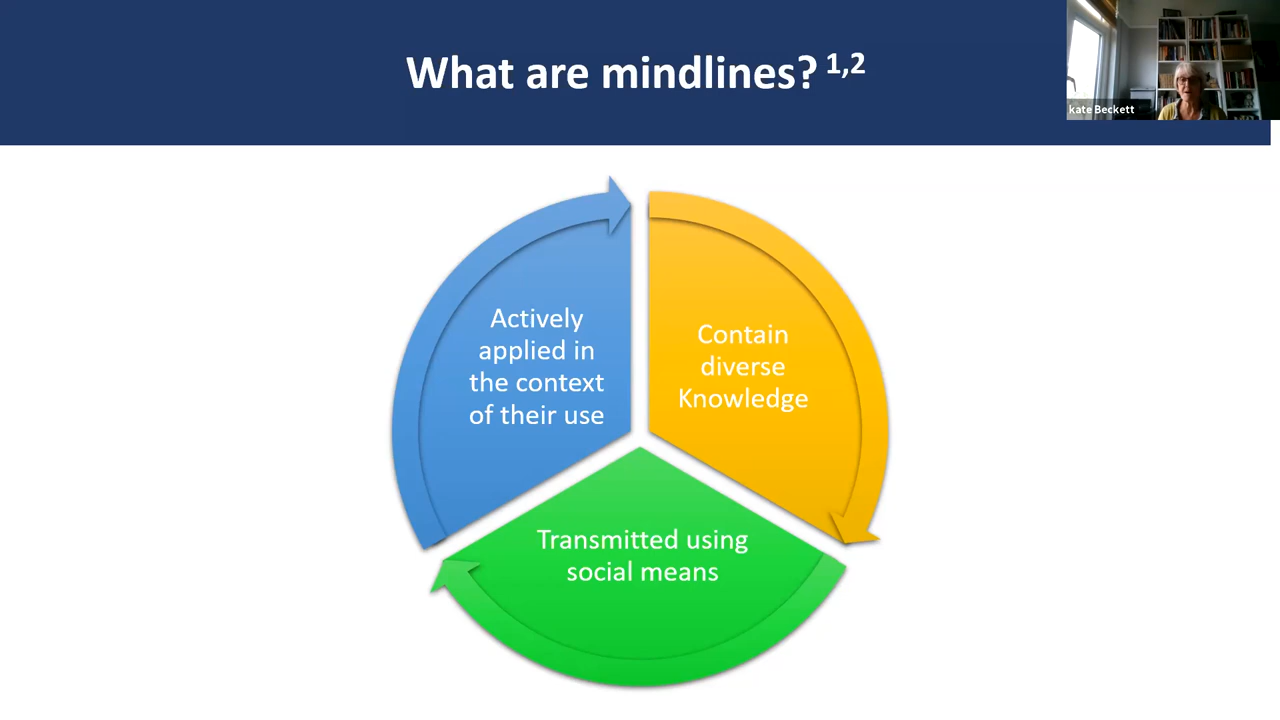 What are mindlines? 1,2
kate Beckett
Actively
applied in
the context
of their use
Contain
diverse
Knowledge
Transmitted using
social means